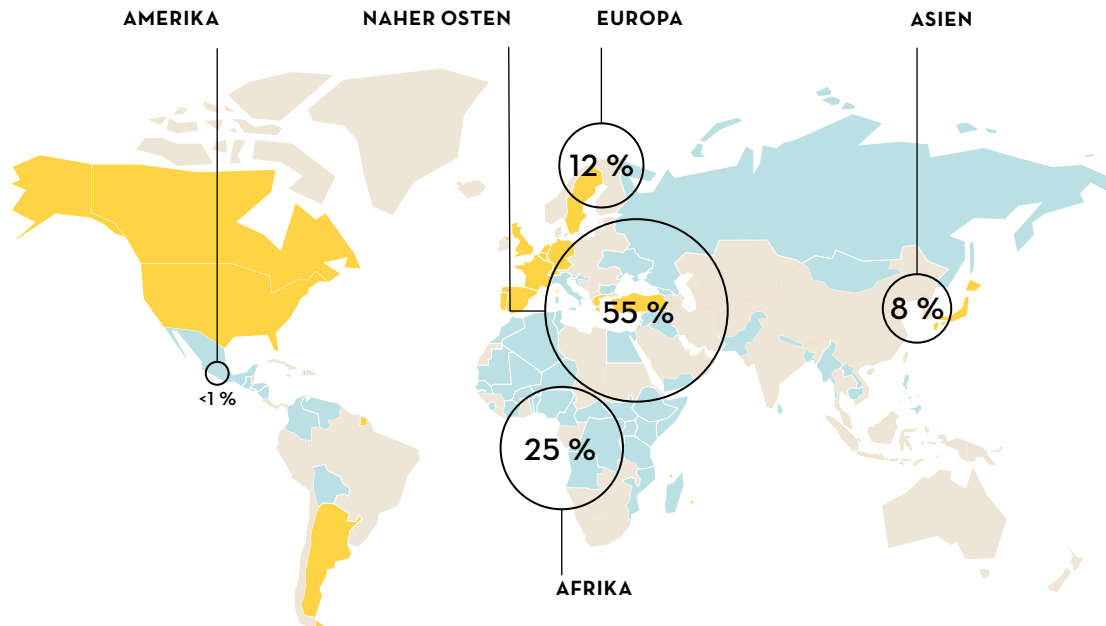 AMERIKA
NAHER OSTEN
EUROPA
ASIEN
12 %
55 %
8 %
<1 %
25 %
AFRIKA